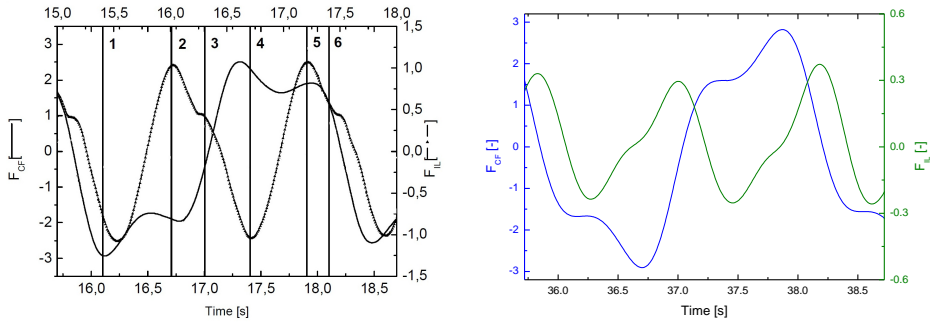 15,0 15,6 16,0 16,6 17,2 17,4 18,0
1 2 3 4 5 6
3
2
1
0
-1
-2
-3
F_CF[—]
1,5
1,0
0,5
0,0
-0,5
-1,0
-1,5
F_IL[-·-]
16,0 16,5 17,0 17,5 18,0 18,5
Time [s]
3
2
1
0
-1
-2
-3
F_CF [-]
0.6
0.3
0.0
-0.3
-0.6
F_IL [-]
36.0 36.5 37.0 37.5 38.0 38.5
Time [s]